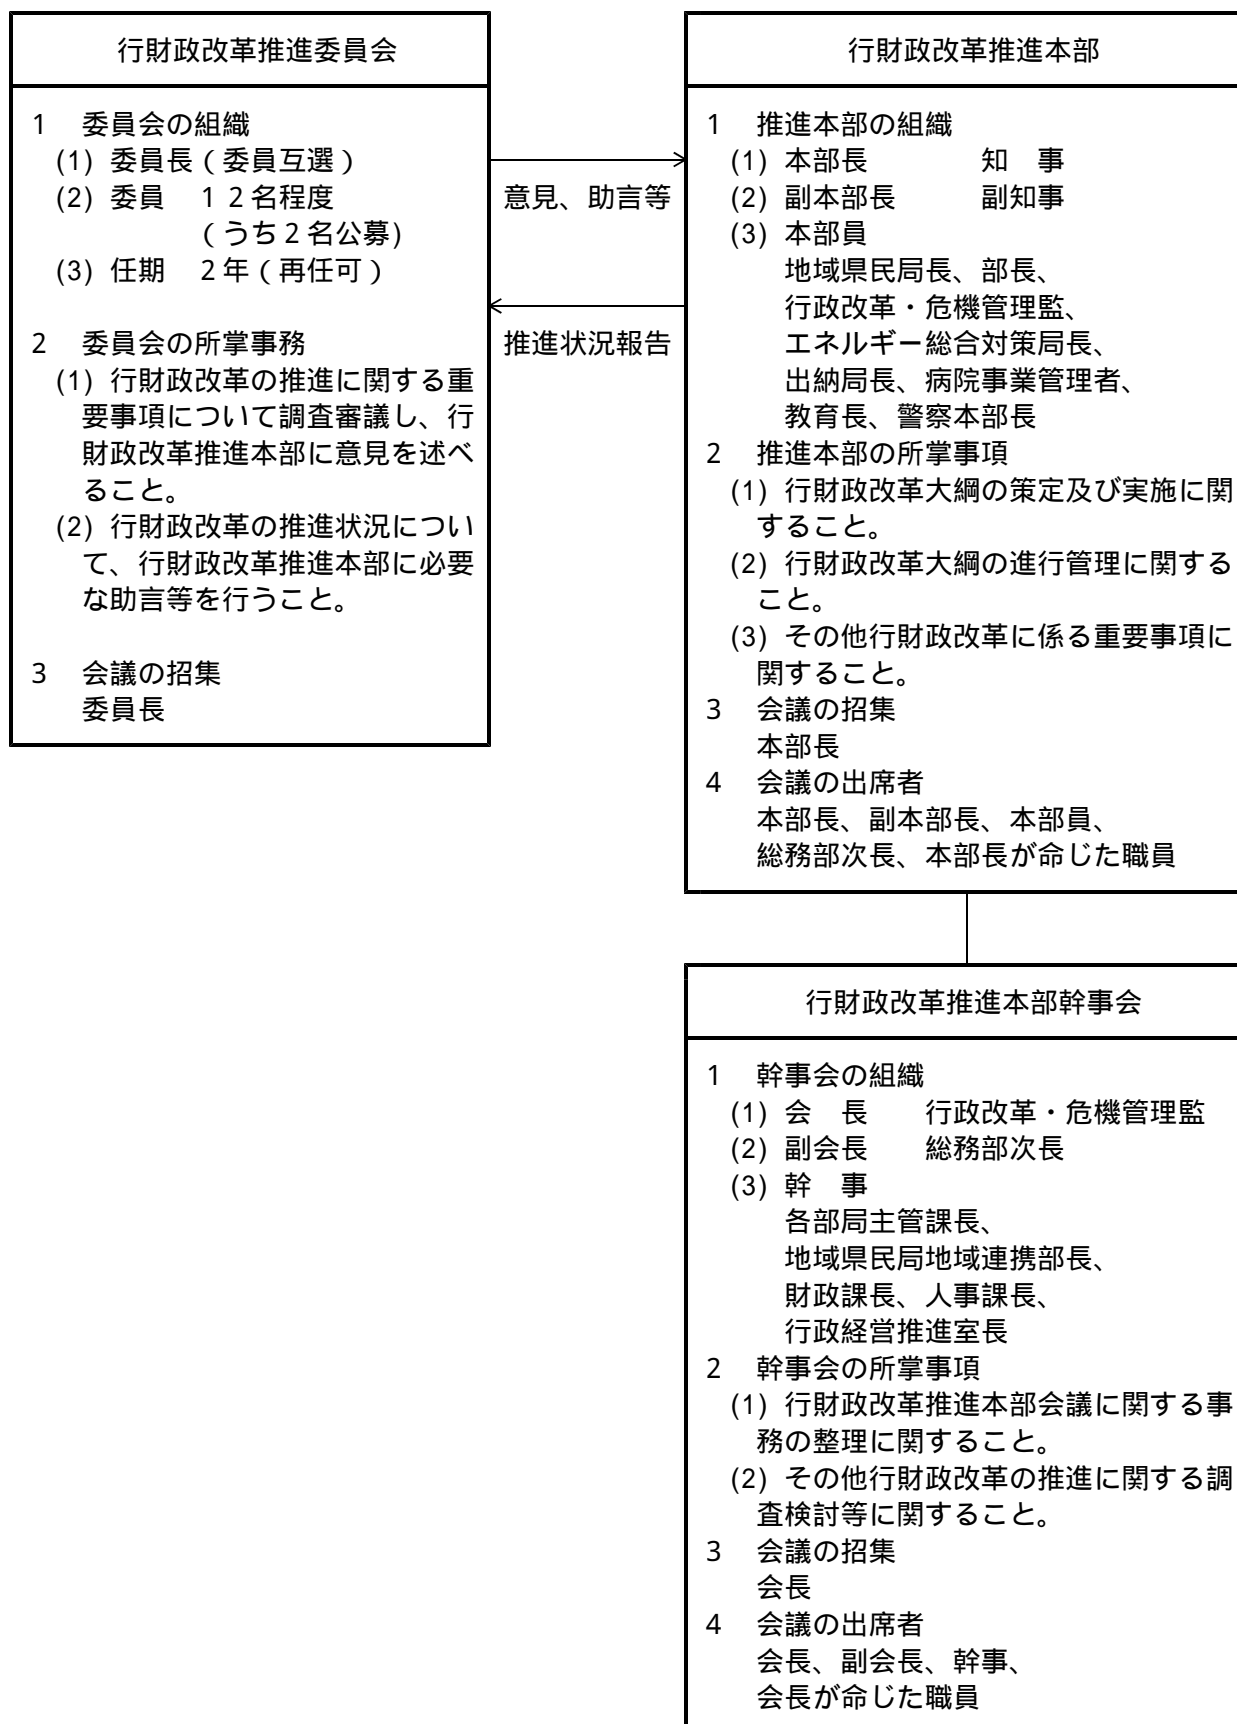 行財政改革推進委員会
1 委員会の組織
(1) 委員長（委員互選）
(2) 委員 １２名程度
（うち２名公募)
(3) 任期 ２年（再任可）
2 委員会の所掌事務
(1) 行財政改革の推進に関する重
要事項について調査審議し、行
財政改革推進本部に意見を述べ
ること。
(2) 行財政改革の推進状況につい
て、行財政改革推進本部に必要
な助言等を行うこと。
3 会議の招集
委員長
意見、助言等
推進状況報告
行財政改革推進本部
1 推進本部の組織
(1) 本部長 知 事
(2) 副本部長 副知事
(3) 本部員
地域県民局長、部長、
行政改革・危機管理監、
エネルギー総合対策局長、
出納局長、病院事業管理者、
教育長、警察本部長
2 推進本部の所掌事項
(1) 行財政改革大綱の策定及び実施に関
すること。
(2) 行財政改革大綱の進行管理に関する
こと。
(3) その他行財政改革に係る重要事項に
関すること。
3 会議の招集
本部長
4 会議の出席者
本部長、副本部長、本部員、
総務部次長、本部長が命じた職員
行財政改革推進本部幹事会
1 幹事会の組織
(1) 会 長 行政改革・危機管理監
(2) 副会長 総務部次長
(3) 幹 事
各部局主管課長、
地域県民局地域連携部長、
財政課長、人事課長、
行政経営推進室長
2 幹事会の所掌事項
(1) 行財政改革推進本部会議に関する事
務の整理に関すること。
(2) その他行財政改革の推進に関する調
査検討等に関すること。
3 会議の招集
会長
4 会議の出席者
会長、副会長、幹事、
会長が命じた職員